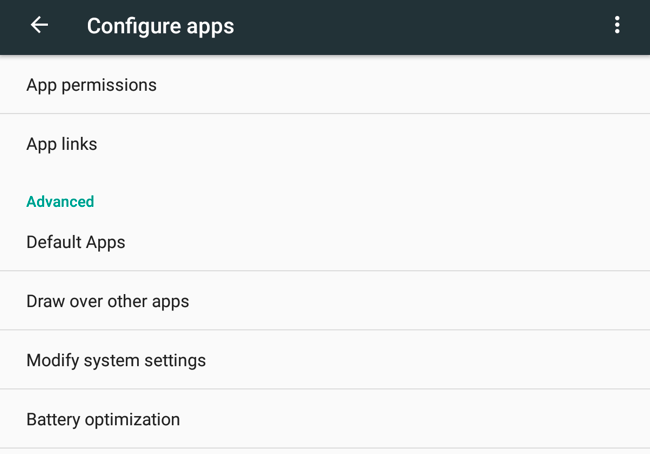 Configure apps
App permissions
App links
Advanced
Default Apps
Draw over other apps
Modify system settings
Battery optimization